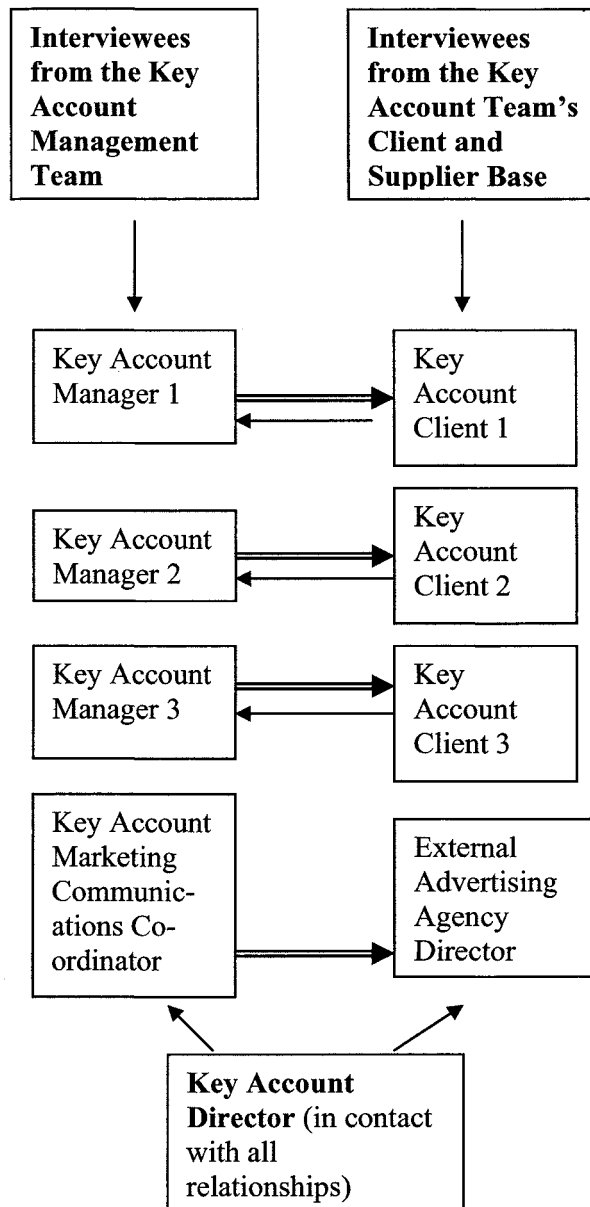 Interviewees
from the Key
Account
Management
Team
Interviewees
from the Key
Account Team's
Client and
Supplier Base
Key Account
Manager 1
Key
Account
Client 1
Key Account
Manager 2
Key
Account
Client 2
Key Account
Manager 3
Key
Account
Client 3
Key Account
Marketing
Communic-
ations Co-
ordinator
External
Advertising
Agency
Director
Key Account
Director (in contact
with all
relationships)